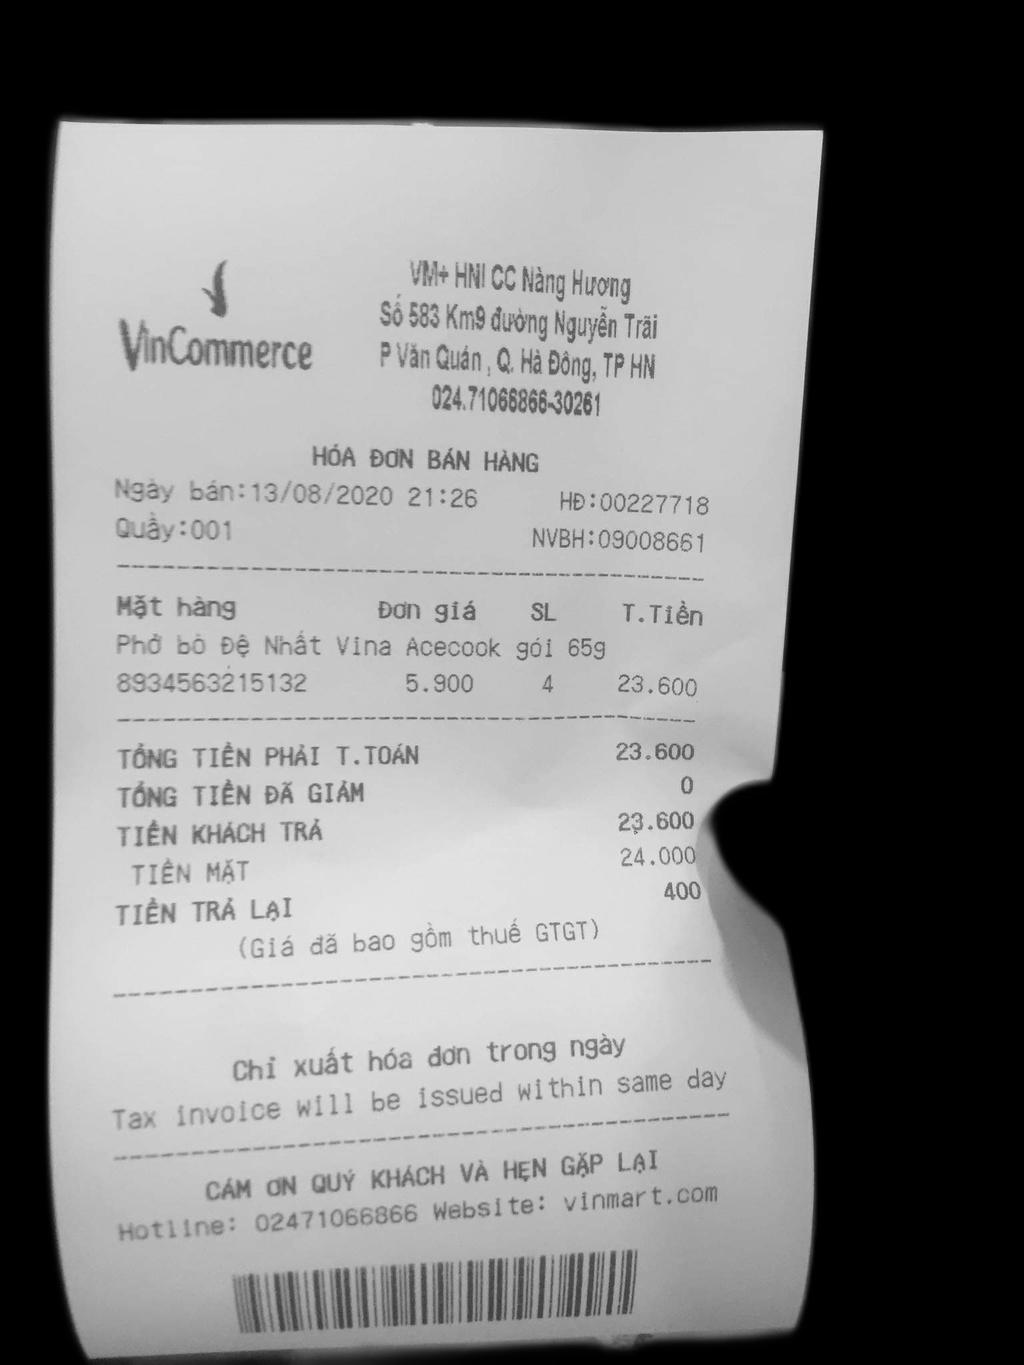 VinCommerce
VM+ HNI CC Nàng Hương
Số 583 Km9 đường Nguyễn Trãi
P Văn Quán , Q. Hà Đông, TP HN
024.71066866-30261
HÓA ĐƠN BÁN HÀNG
Ngày bán:13/08/2020 21:26 HĐ:00227718
Quầy:001 NVBH:09008661
Mặt hàng Đơn giá SL T.Tiền
Phở bò Đệ Nhất Vina Acecook gói 65g
8934563215132 5.900 4 23.600
TỔNG TIỀN PHẢI T.TOÁN 23.600
TỔNG TIỀN ĐÃ GIẢM 0
TIỀN KHÁCH TRẢ 23.600
TIỀN MẶT 24.000
TIỀN TRẢ LẠI 400
(Giá đã bao gồm thuế GTGT)
Chỉ xuất hóa đơn trong ngày
Tax invoice will be issued within same day
CÁM ƠN QUÝ KHÁCH VÀ HẸN GẶP LẠI
Hotline: 02471066866 Website: vinmart.com